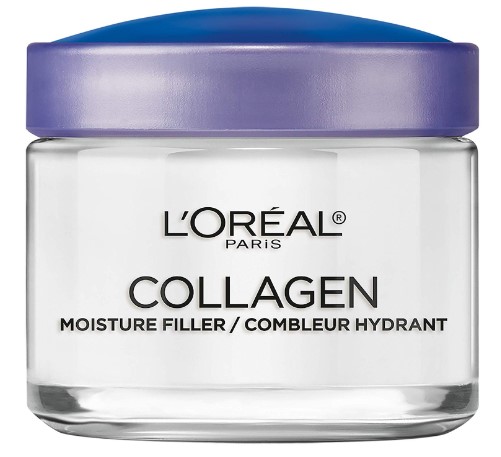 L'ORÉAL®
PARIS
COLLAGEN
MOISTURE FILLER / COMBLEUR HYDRANT